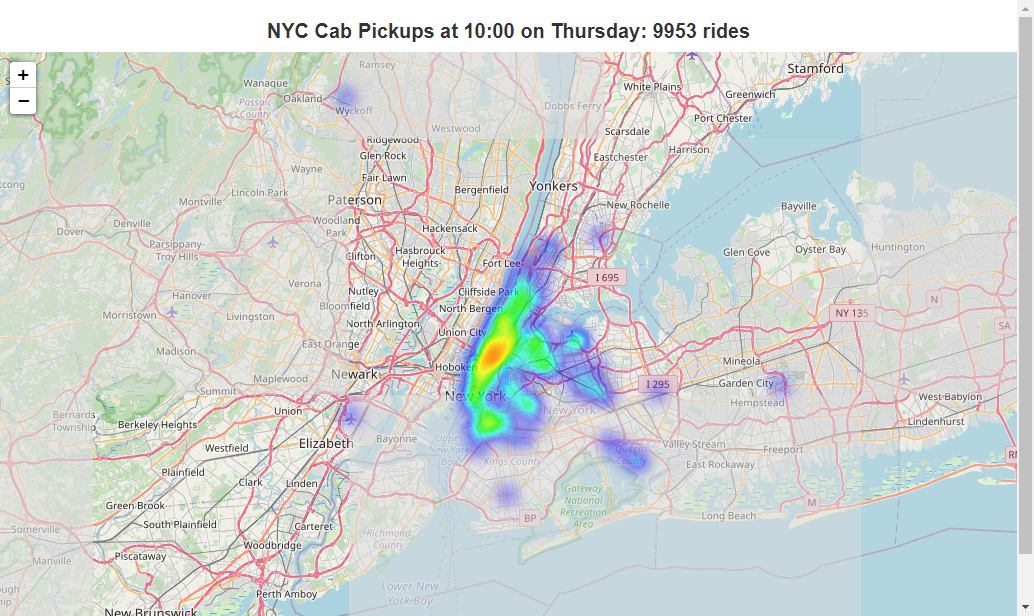 NYC Cab Pickups at 10:00 on Thursday: 9953 rides
+
−
Ramsey
Stamford
Wanaque
White Plains
Oakland
Greenwich
Passaic
County
Wyckoff
Dobbs Ferry
Port Chester
Westwood
Scarsdale
Ridgewood
Harrison
Glen Rock
Eastchester
Wayne
Fair Lawn
Lincoln Park
Bergenfield
Yonkers
Montville
Paterson
New Rochelle
Bayville
Woodland
Park
Denville
Hackensack
Dover
Parsippany-
Troy Hills
Hasbrouck
Heights
Clifton
Glen Cove
Oyster Bay
Huntington
Fort Lee
I 695
Verona
Nutley
Cliffside Park
Hanover
Bloomfield
North Bergen
N
Morristown
Livingston
North Arlington
NY 135
SA
Union City
East Orange
Madison
Mineola
Newark
Hoboken
Summit
Maplewood
I 295
Garden City
New York
West Babylon
Hempstead
Union
New York
Bernards
Township
Berkeley Heights
Lindenhurst
Elizabeth
Bayonne
Upper
New York
Bay
Valley Stream
Freeport
Westfield
Queens
County
Kings County
East Rockaway
Plainfield
Clark
Linden
Gateway
National
Recreation
Area
Green Brook
M
South Plainfield
Carteret
BP
Long Beach
Somerville
Richmond
County
Woodbridge
Piscataway
Manville
Perth Amboy
Lower New
York Bay
New Brunswick